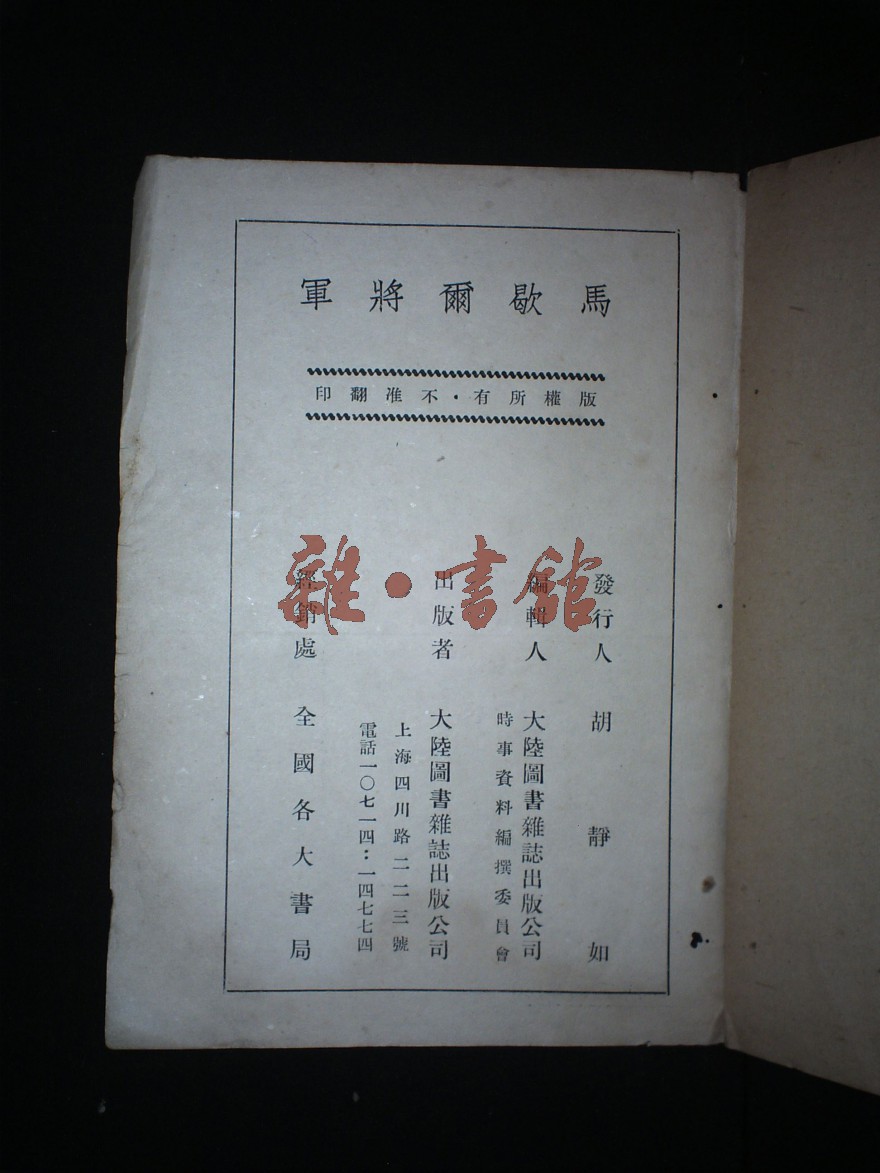 馬歇爾將軍
版權所有・不准翻印
發行人 胡靜如
編輯人 大陸圖書雜誌出版公司
時事資料編撰委員會
出版者 大陸圖書雜誌出版公司
上海四川路二二三號
電話一〇七一四：一四七七四
經銷處 全國各大書局
雜・書館